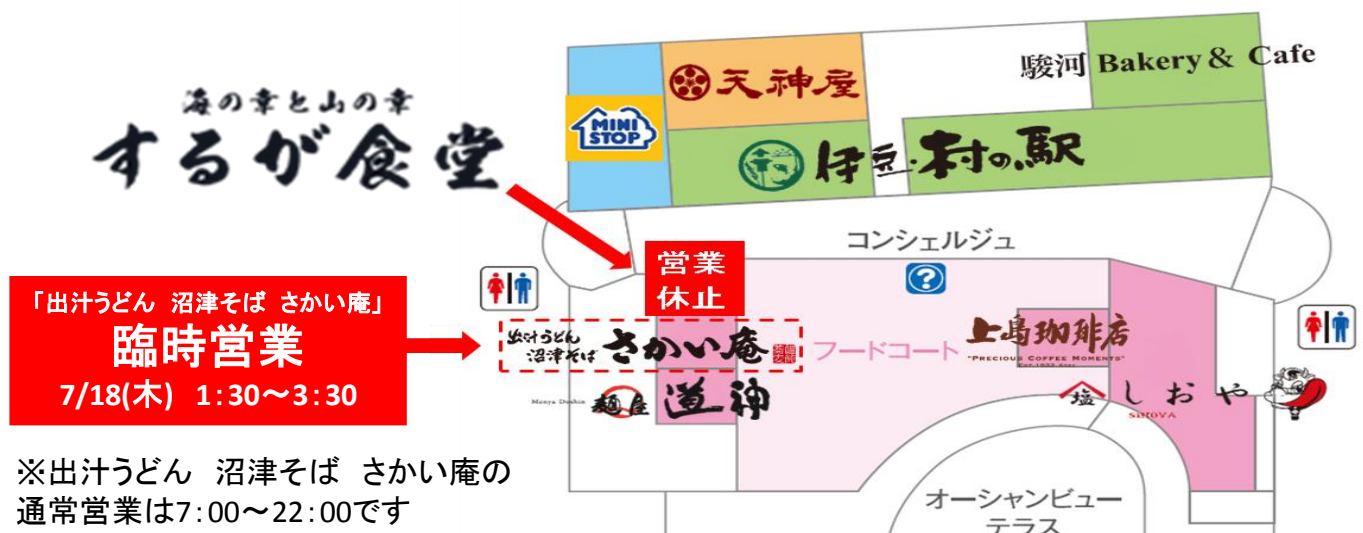 海の幸と山の幸
するが食堂
「出汁うどん 沼津そば さかい庵」
臨時営業
7/18(木) 1:30～3:30
※出汁うどん 沼津そば さかい庵の
通常営業は7:00～22:00です
MINI
STOP
天神屋
伊豆・村の駅
駿河 Bakery & Cafe
コンシェルジュ
?
営業
休止
出汁うどん
沼津そば
さかい庵
フードコート
上島珈琲店
"PRECIOUS COFFEE MOMENTS"
Menya Doshin
麺屋 道神
塩 しおや
SHIOYA
オーシャンビュー
テラス